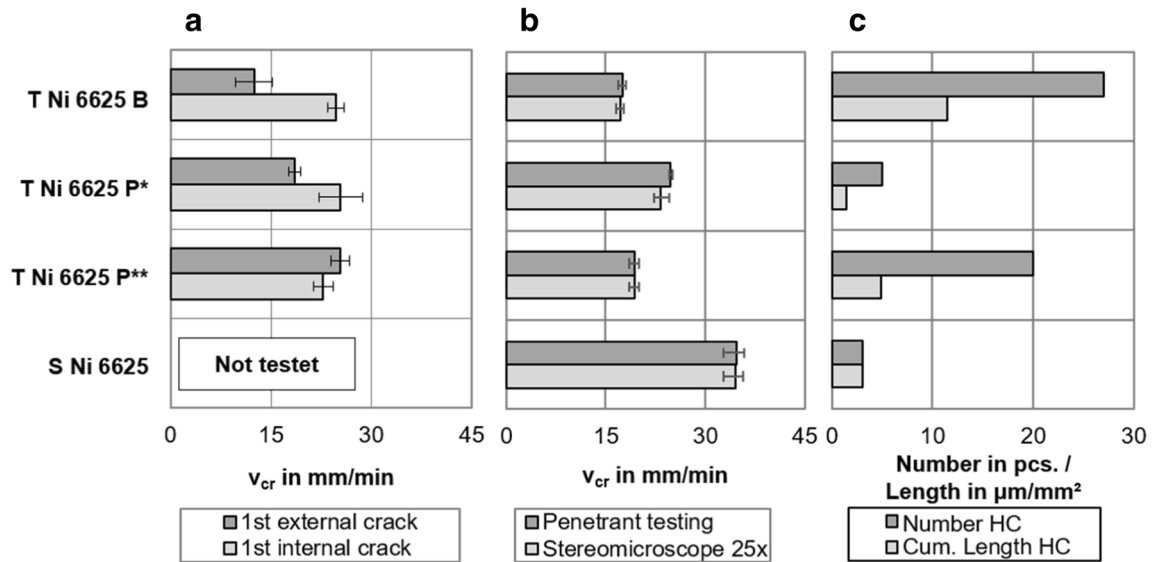 a b c
T Ni 6625 B
T Ni 6625 P*
T Ni 6625 P**
S Ni 6625
Not testet
0 15 30 45 0 15 30 45 0 10 20 30
v_cr in mm/min v_cr in mm/min Number in pcs. /
Length in µm/mm²
1st external crack
1st internal crack
Penetrant testing
Stereomicroscope 25x
Number HC
Cum. Length HC